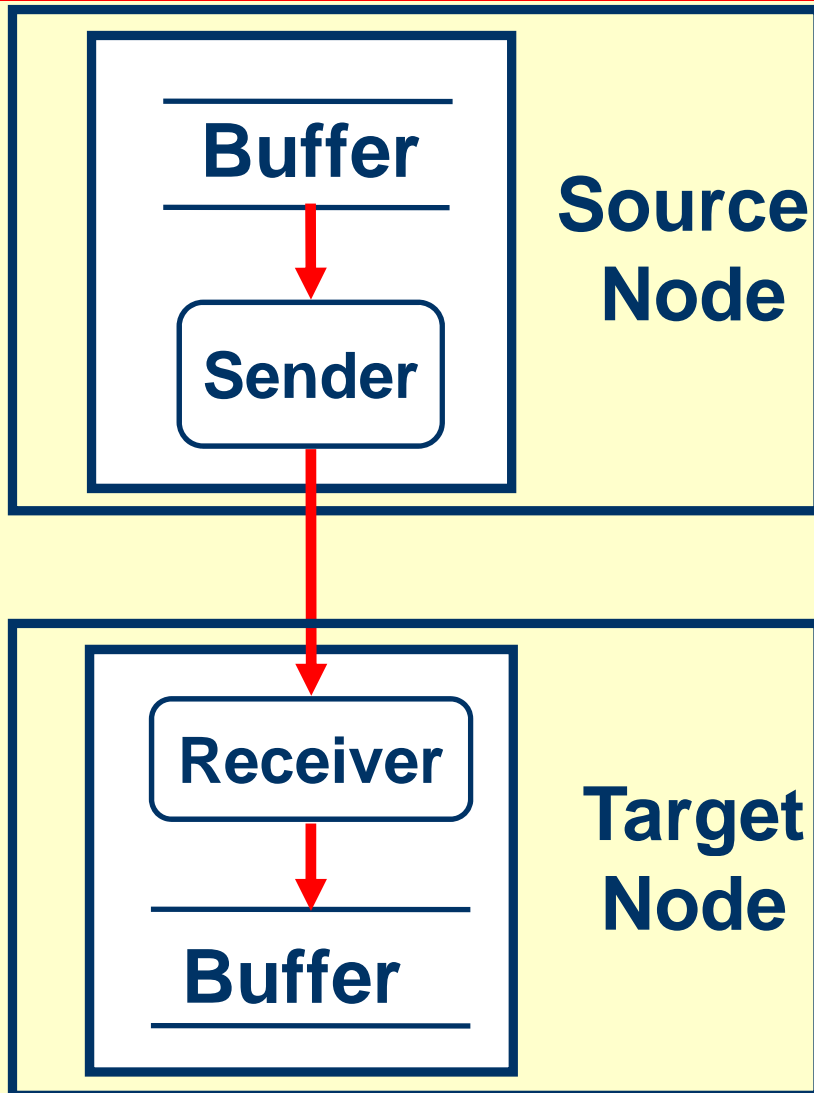 Buffer
Source
Node
Sender
Receiver
Target
Node
Buffer